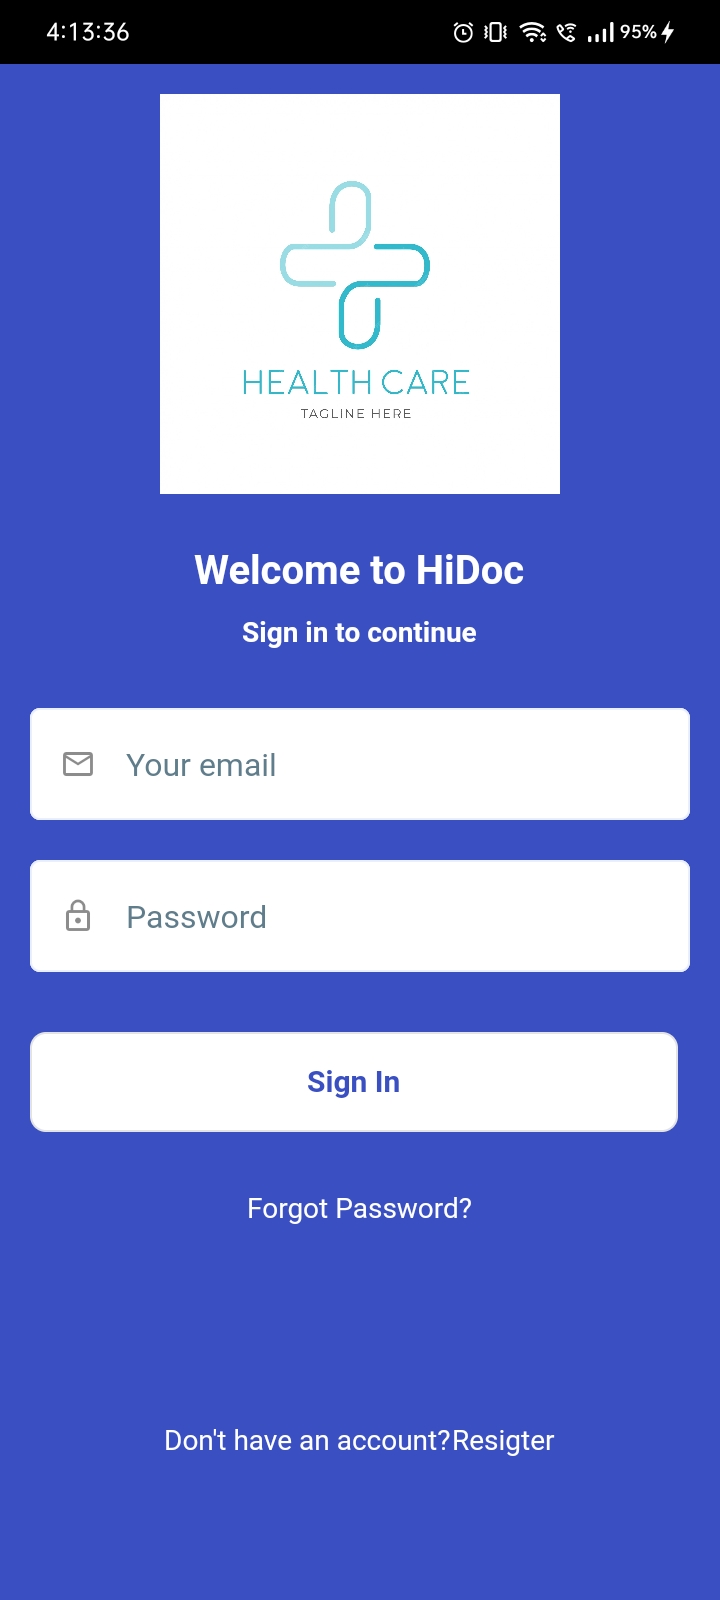 4:13:36 95%
HEALTH CARE
TAGLINE HERE
Welcome to HiDoc
Sign in to continue
Your email
Password
Sign In
Forgot Password?
Don't have an account?Resigter